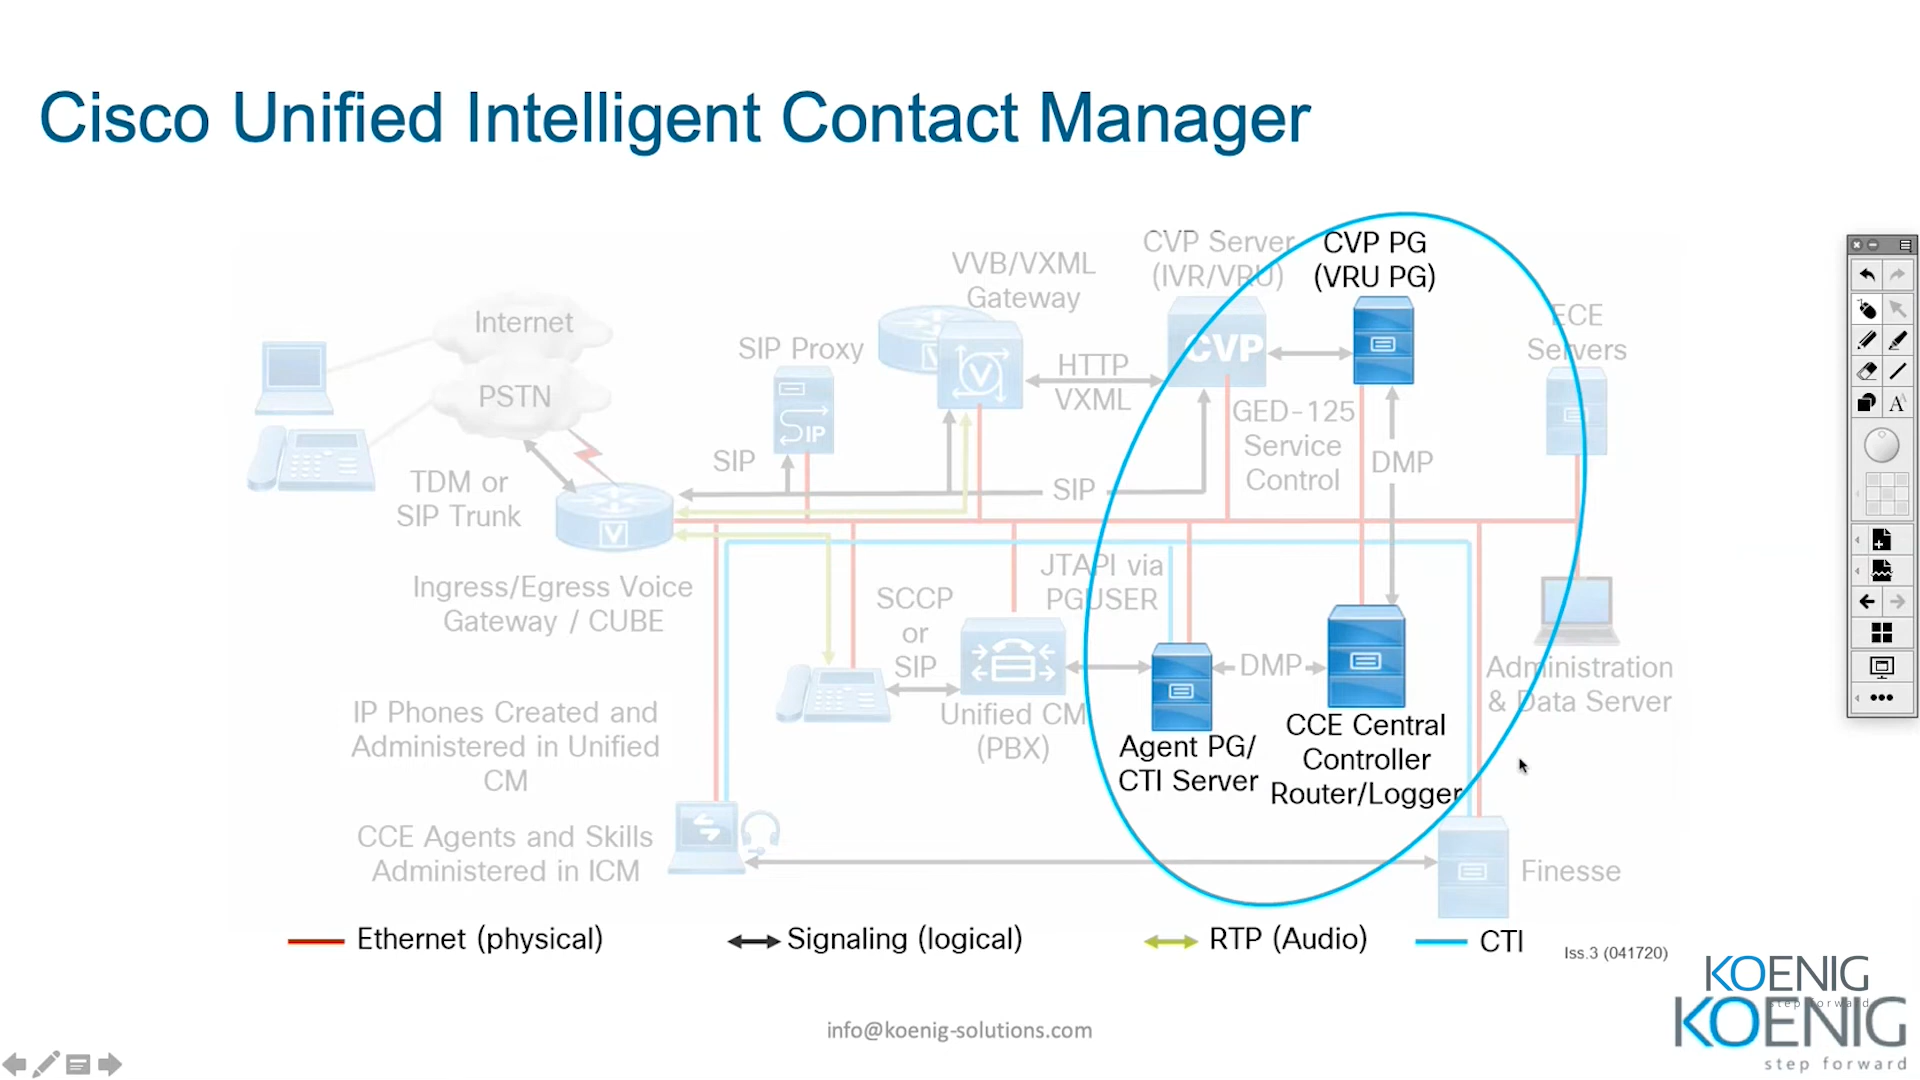 Cisco Unified Intelligent Contact Manager
CVP Server
(IVR/VRU)
CVP PG
(VRU PG)
VVB/VXML
Gateway
Internet
SIP Proxy
ECE
Servers
CVP
HTTP
VXML
PSTN
V
V
SIP
GED-125
Service
Control
SIP
DMP
TDM or
SIP Trunk
SIP
V
JTAPI via
PGUSER
Ingress/Egress Voice
Gateway / CUBE
SCCP
or
SIP
DMP
Administration
& Data Server
IP Phones Created and
Administered in Unified
CM
Unified CM
(PBX)
Agent PG/
CTI Server
CCE Central
Controller
Router/Logger
CCE Agents and Skills
Administered in ICM
Finesse
Ethernet (physical)
Signaling (logical)
RTP (Audio)
CTI
Iss.3 (041720)
KOENIG
step forward
KOENIG
step forward
info@koenig-solutions.com
A